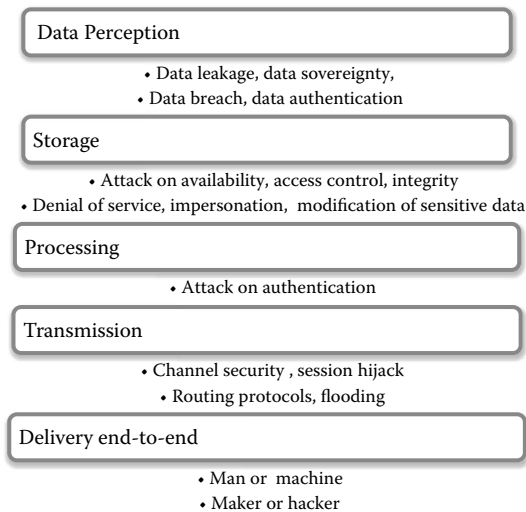 Data Perception
• Data leakage, data sovereignty,
• Data breach, data authentication
Storage
• Attack on availability, access control, integrity
• Denial of service, impersonation, modification of sensitive data
Processing
• Attack on authentication
Transmission
• Channel security , session hijack
• Routing protocols, flooding
Delivery end-to-end
• Man or machine
• Maker or hacker